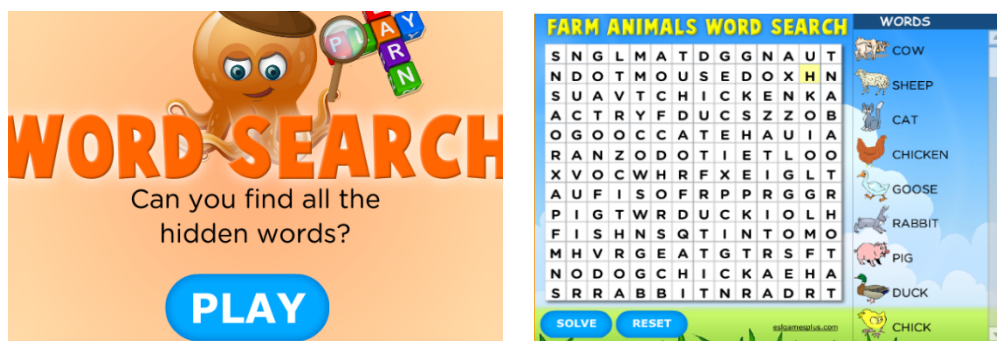 WORD SEARCH
Can you find all the
hidden words?
PLAY
FARM ANIMALS WORD SEARCH
S N G L M A T D G G N A U T
N D O T M O U S E D O X H N
S U A V T C H I C K E N K A
A C T R Y F D U C S Z Z O B
O G O O C C A T E H A U I A
R A N Z O D O T I E T L O O
X V O C W H R F X E I G L T
A U F I S O F R P P R G G R
P I G T W R D U C K I O L H
F I S H N S Q T I N T O M O
M H V R G E A T G T R S F T
N O D O G C H I C K A E H A
S R R A B B I T N R A D R T
SOLVE
RESET
eslgamesplus.com
WORDS
COW
SHEEP
CAT
CHICKEN
GOOSE
RABBIT
PIG
DUCK
CHICK